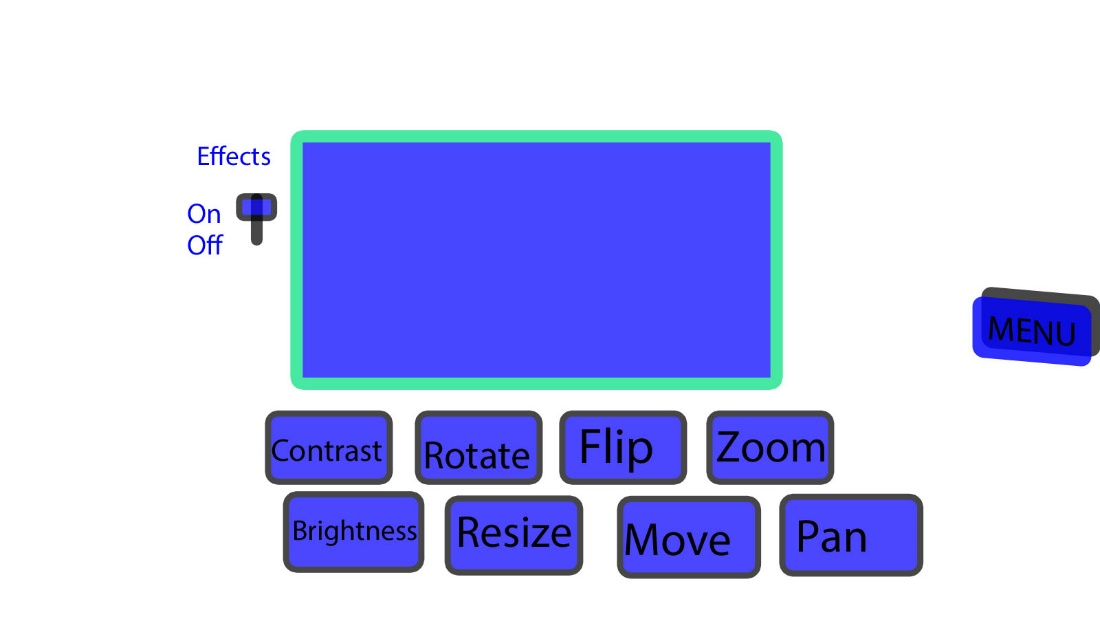 Effects
On
Off
MENU
Contrast
Rotate
Flip
Zoom
Brightness
Resize
Move
Pan